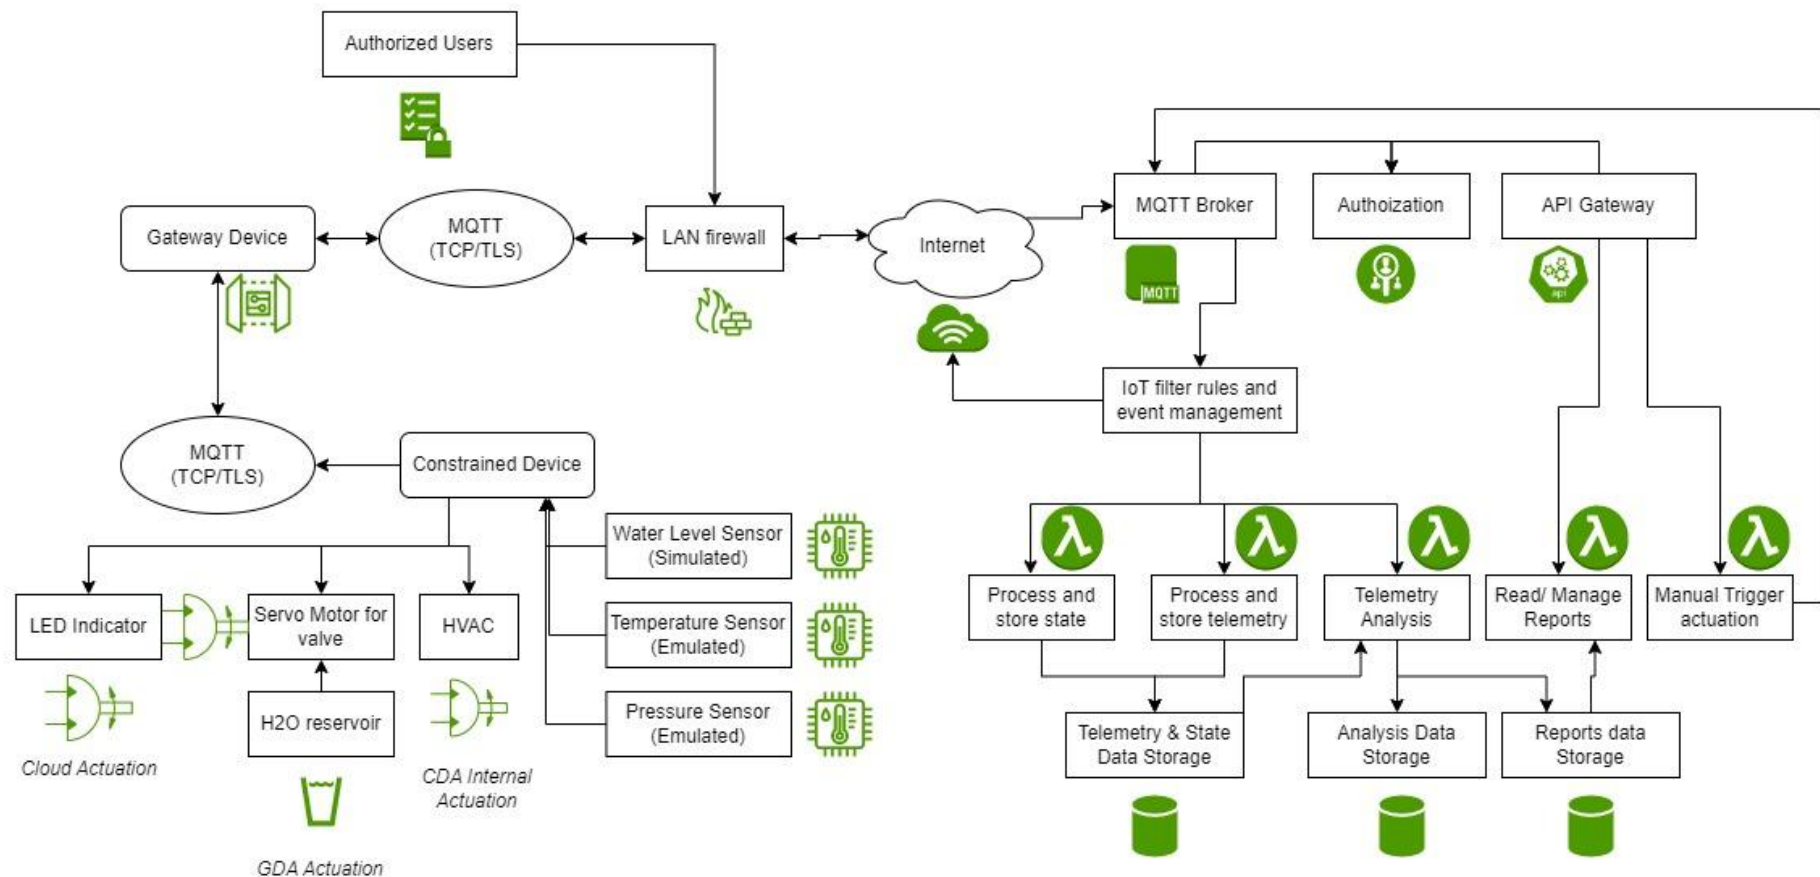 Authorized Users
Gateway Device
MQTT
(TCP/TLS)
LAN firewall
Internet
MQTT Broker
Authoization
API Gateway
MQTT
api
IoT filter rules and
event management
MQTT
(TCP/TLS)
Constrained Device
Water Level Sensor
(Simulated)
Temperature Sensor
(Emulated)
Pressure Sensor
(Emulated)
LED Indicator
Servo Motor for
valve
HVAC
H2O reservoir
Cloud Actuation
CDA Internal
Actuation
GDA Actuation
λ
λ
λ
λ
λ
Process and
store state
Process and
store telemetry
Telemetry
Analysis
Read/ Manage
Reports
Manual Trigger
actuation
Telemetry & State
Data Storage
Analysis Data
Storage
Reports data
Storage